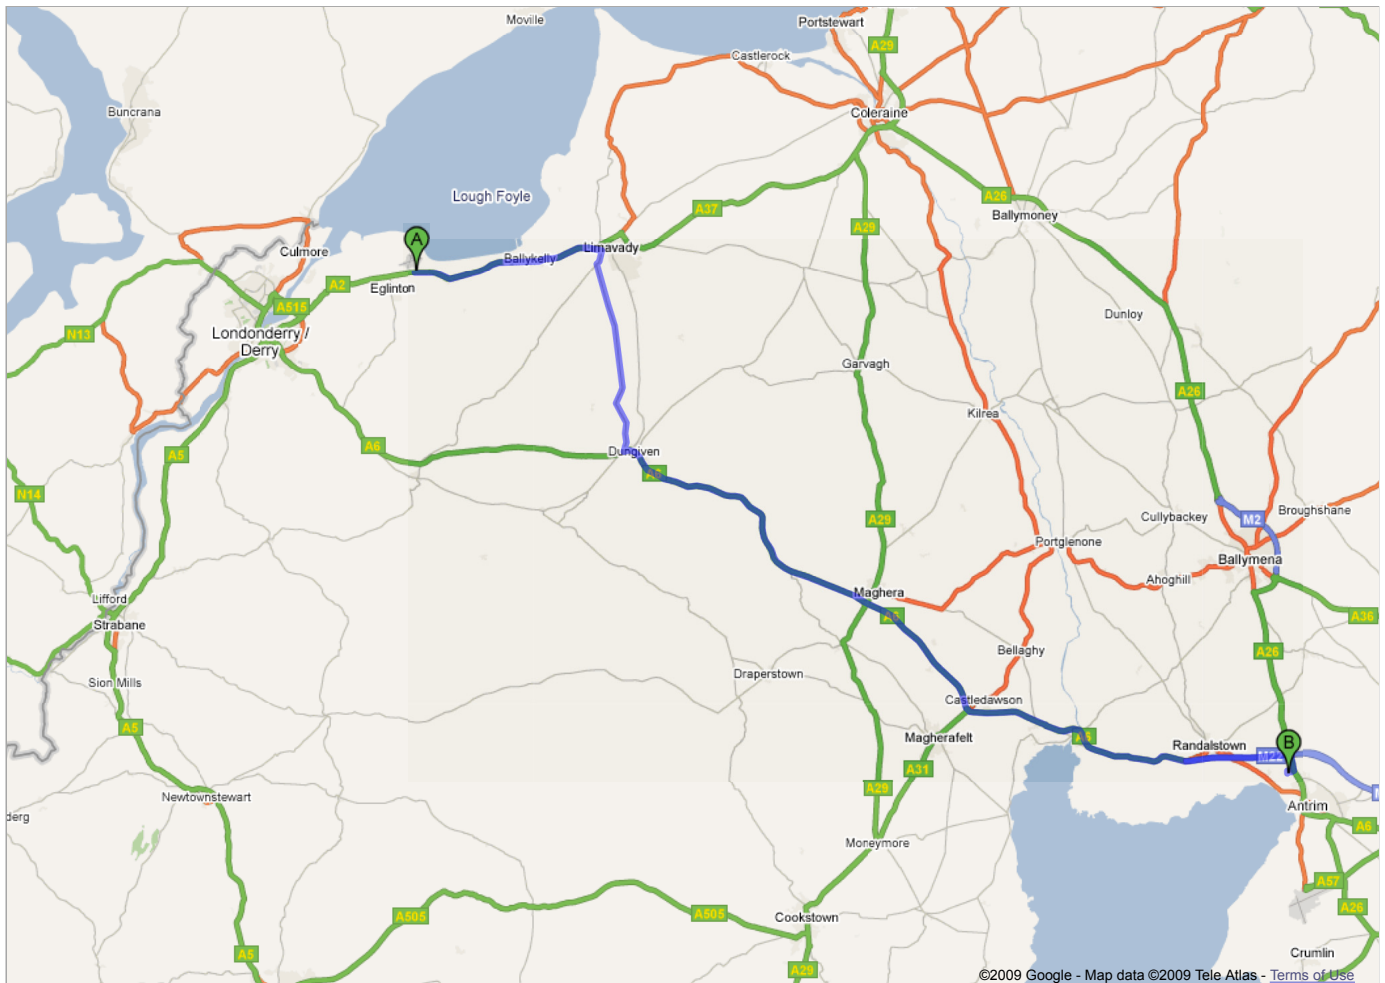 Moville
Portstewart
A29
Castlerock
Buncrana
Coleraine
Lough Foyle
A26
A37
Ballymoney
A29
Culmore
A
Limavady
Ballykelly
A2
Eglinton
A515
Dunloy
N13
Londonderry /
Derry
Garvagh
A26
Kilrea
A6
Dungiven
A5
A6
N14
Broughshane
Cullybackey
A29
M2
Portglenone
Ballymena
Ahoghill
Maghera
Lifford
A6
A36
Strabane
Bellaghy
A26
Draperstown
Sion Mills
Castledawson
A5
Magherafelt
A6
Randalstown
B
M22
A31
A29
Newtownstewart
Antrim
derg
A6
Moneymore
A57
A505
A505
Cookstown
A26
A5
Crumlin
A29
©2009 Google - Map data ©2009 Tele Atlas - Terms of Use